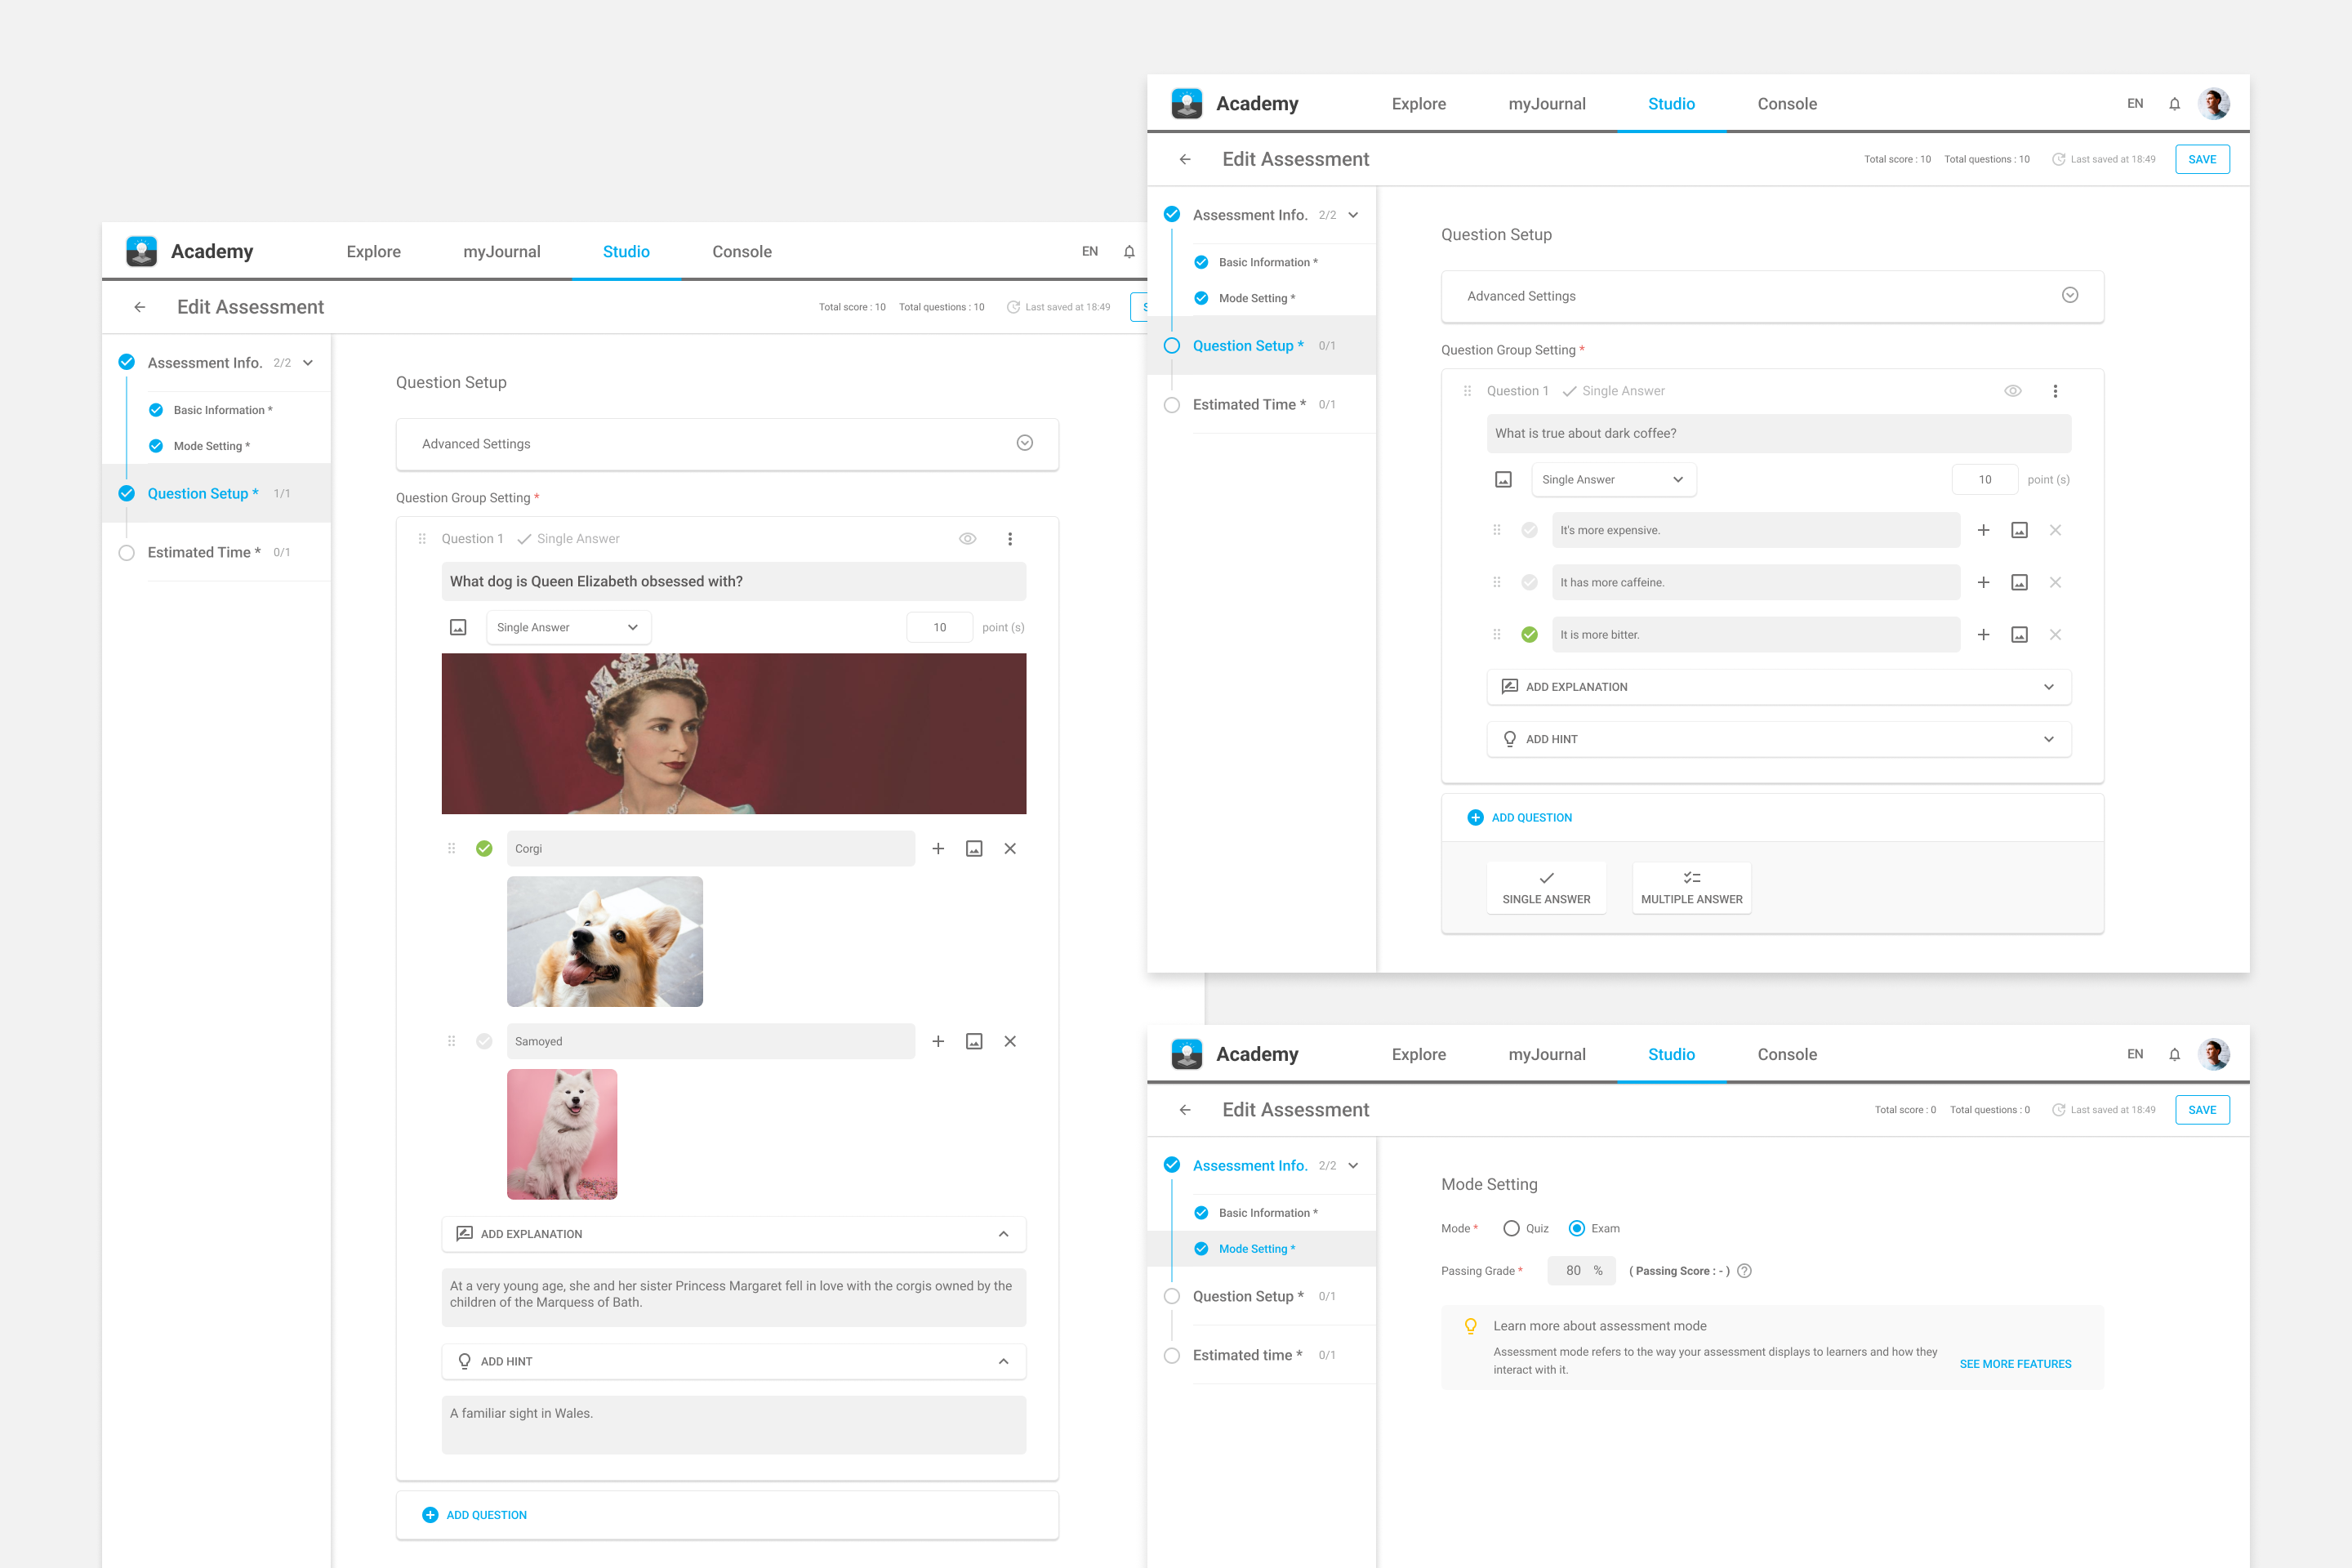 Academy
Explore
myJournal
Studio
Console
EN
Edit Assessment
Total score : 10
Total questions : 10
Last saved at 18:49
Assessment Info. 2/2
Basic Information *
Mode Setting *
Question Setup * 1/1
Estimated Time * 0/1
Question Setup
Advanced Settings
Question Group Setting *
Question 1
Single Answer
What dog is Queen Elizabeth obsessed with?
Single Answer
10 point (s)
Corgi
Samoyed
ADD EXPLANATION
At a very young age, she and her sister Princess Margaret fell in love with the corgis owned by the
children of the Marquess of Bath.
ADD HINT
A familiar sight in Wales.
ADD QUESTION
Academy
Explore
myJournal
Studio
Console
EN
Edit Assessment
Total score : 10
Total questions : 10
Last saved at 18:49
SAVE
Assessment Info. 2/2
Basic Information *
Mode Setting *
Question Setup * 0/1
Estimated Time * 0/1
Question Setup
Advanced Settings
Question Group Setting *
Question 1
Single Answer
What is true about dark coffee?
Single Answer
10 point (s)
It's more expensive.
It has more caffeine.
It is more bitter.
ADD EXPLANATION
ADD HINT
ADD QUESTION
SINGLE ANSWER
MULTIPLE ANSWER
Academy
Explore
myJournal
Studio
Console
EN
Edit Assessment
Total score : 0
Total questions : 0
Last saved at 18:49
SAVE
Assessment Info. 2/2
Basic Information *
Mode Setting *
Question Setup * 0/1
Estimated time * 0/1
Mode Setting
Mode *
Quiz
Exam
Passing Grade *
80 %
( Passing Score : - )
Learn more about assessment mode
Assessment mode refers to the way your assessment displays to learners and how they
interact with it.
SEE MORE FEATURES